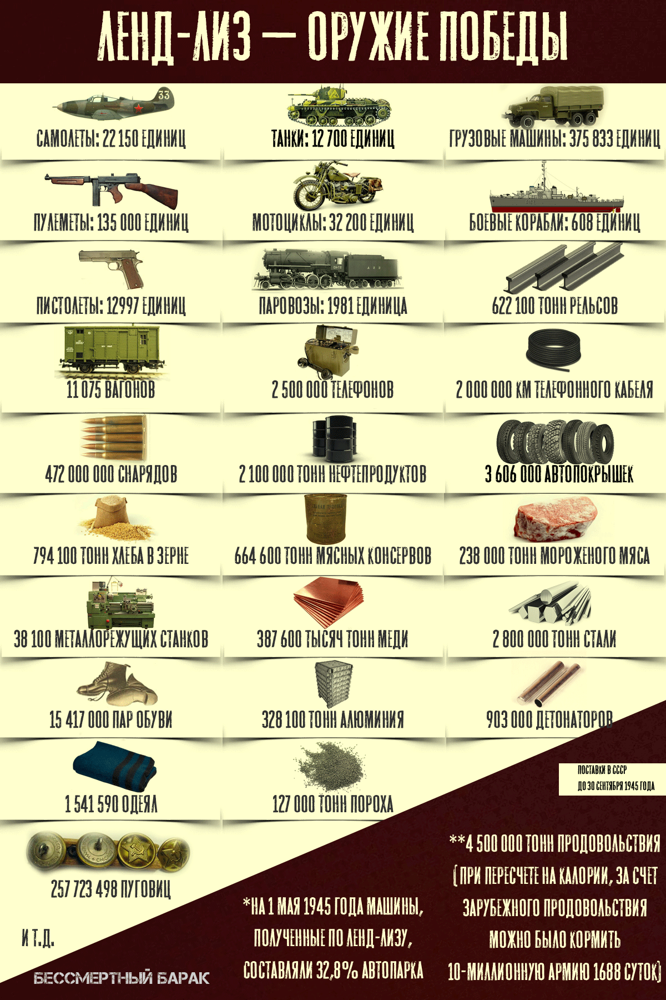 ЛЕНД-ЛИЗ — ОРУЖИЕ ПОБЕДЫ
33
САМОЛЕТЫ: 22 150 ЕДИНИЦ
ТАНКИ: 12 700 ЕДИНИЦ
ГРУЗОВЫЕ МАШИНЫ: 375 833 ЕДИНИЦ
ПУЛЕМЕТЫ: 135 000 ЕДИНИЦ
МОТОЦИКЛЫ: 32 200 ЕДИНИЦ
БОЕВЫЕ КОРАБЛИ: 608 ЕДИНИЦ
ПИСТОЛЕТЫ: 12997 ЕДИНИЦ
ПАРОВОЗЫ: 1981 ЕДИНИЦА
622 100 ТОНН РЕЛЬСОВ
11 075 ВАГОНОВ
2 500 000 ТЕЛЕФОНОВ
2 000 000 КМ ТЕЛЕФОННОГО КАБЕЛЯ
472 000 000 СНАРЯДОВ
2 100 000 ТОНН НЕФТЕПРОДУКТОВ
3 606 000 АВТОПОКРЫШЕК
794 100 ТОНН ХЛЕБА В ЗЕРНЕ
664 600 ТОНН МЯСНЫХ КОНСЕРВОВ
238 000 ТОНН МОРОЖЕНОГО МЯСА
38 100 МЕТАЛЛОРЕЖУЩИХ СТАНКОВ
387 600 ТЫСЯЧ ТОНН МЕДИ
2 800 000 ТОНН СТАЛИ
15 417 000 ПАР ОБУВИ
328 100 ТОНН АЛЮМИНИЯ
903 000 ДЕТОНАТОРОВ
1 541 590 ОДЕЯЛ
127 000 ТОНН ПОРОХА
ПОСТАВКИ В СССР
ДО 30 СЕНТЯБРЯ 1945 ГОДА
257 723 498 ПУГОВИЦ
И Т.Д.
*НА 1 МАЯ 1945 ГОДА МАШИНЫ,
ПОЛУЧЕННЫЕ ПО ЛЕНД-ЛИЗУ,
СОСТАВЛЯЛИ 32,8% АВТОПАРКА
**4 500 000 ТОНН ПРОДОВОЛЬСТВИЯ
(ПРИ ПЕРЕСЧЕТЕ НА КАЛОРИИ, ЗА СЧЕТ
ЗАРУБЕЖНОГО ПРОДОВОЛЬСТВИЯ
МОЖНО БЫЛО КОРМИТЬ
10-МИЛЛИОННУЮ АРМИЮ 1688 СУТОК)
БЕССМЕРТНЫЙ БАРАК